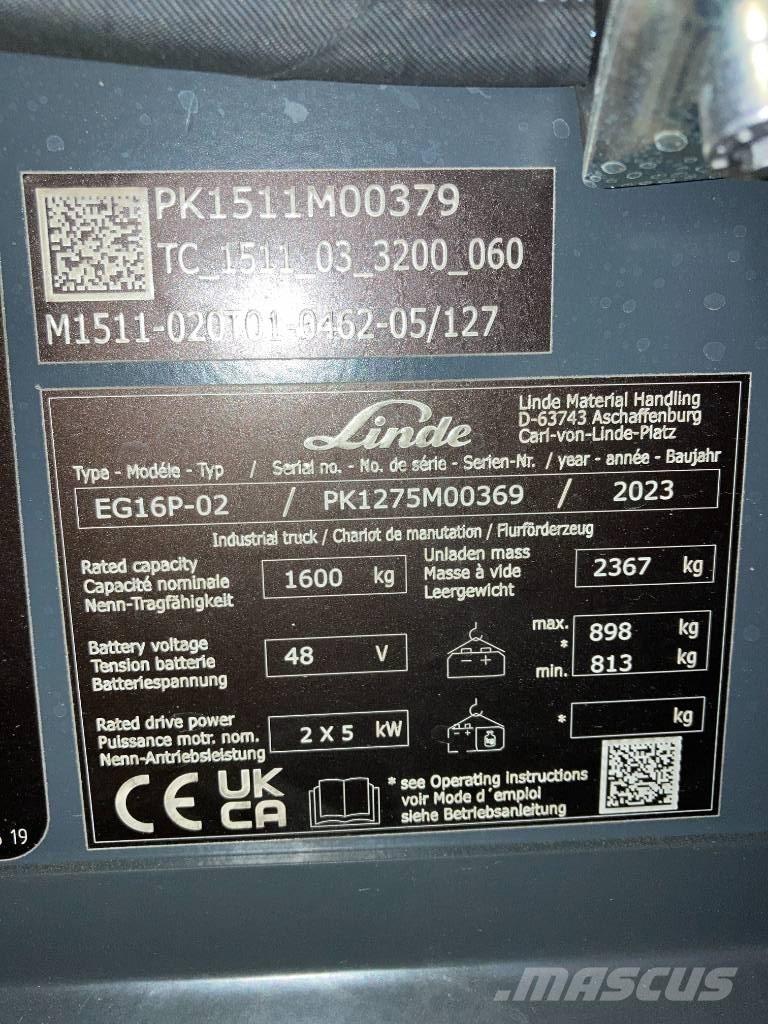 PK1511M00379
TC_1511_03_3200_060
M1511-020T01-0462-05/127
Linde
Linde Material Handling
D-63743 Aschaffenburg
Carl-von-Linde-Platz
Type - Modéle - Typ / Serial no. - No. de série - Serien-Nr. / year - année - Baujahr
EG16P-02 / PK1275M00369 / 2023
Industrial truck / Chariot de manutation / Flurförderzeug
Rated capacity
Capacité nominale
Nenn-Tragfähigkeit
1600 kg
Unladen mass
Masse à vide
Leergewicht
2367 kg
Battery voltage
Tension batterie
Batteriespannung
48 V
max. 898 kg
*
min. 813 kg
Rated drive power
Puissance motr. nom.
Nenn-Antriebsleistung
2 X 5 kW
* kg
CE UK
CA
* see Operating instructions
voir Mode d´emploi
siehe Betriebsanleitung
19
MASCUS